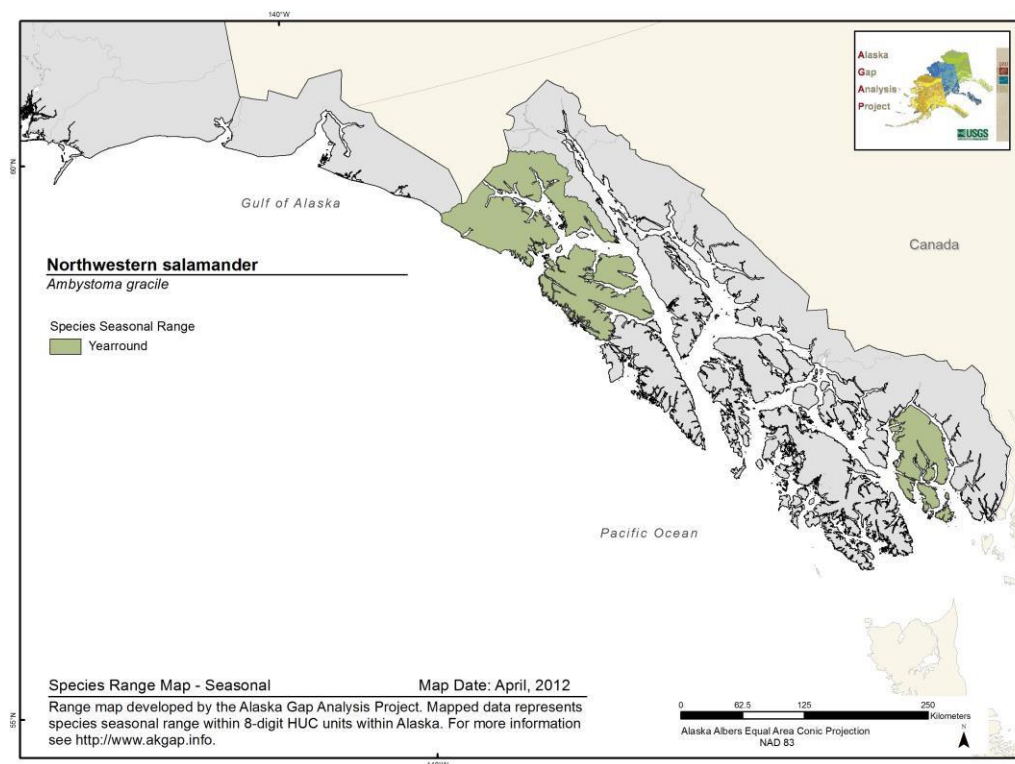 140°W
Alaska
Gap
Analysis
Project
USGS
60°N
Gulf of Alaska
Canada
Northwestern salamander
Ambystoma gracile
Species Seasonal Range
Yearround
Pacific Ocean
Species Range Map - Seasonal Map Date: April, 2012
Range map developed by the Alaska Gap Analysis Project. Mapped data represents
species seasonal range within 8-digit HUC units within Alaska. For more information
see http://www.akgap.info.
55°N
0 62.5 125 250
Kilometers
Alaska Albers Equal Area Conic Projection
NAD 83
N